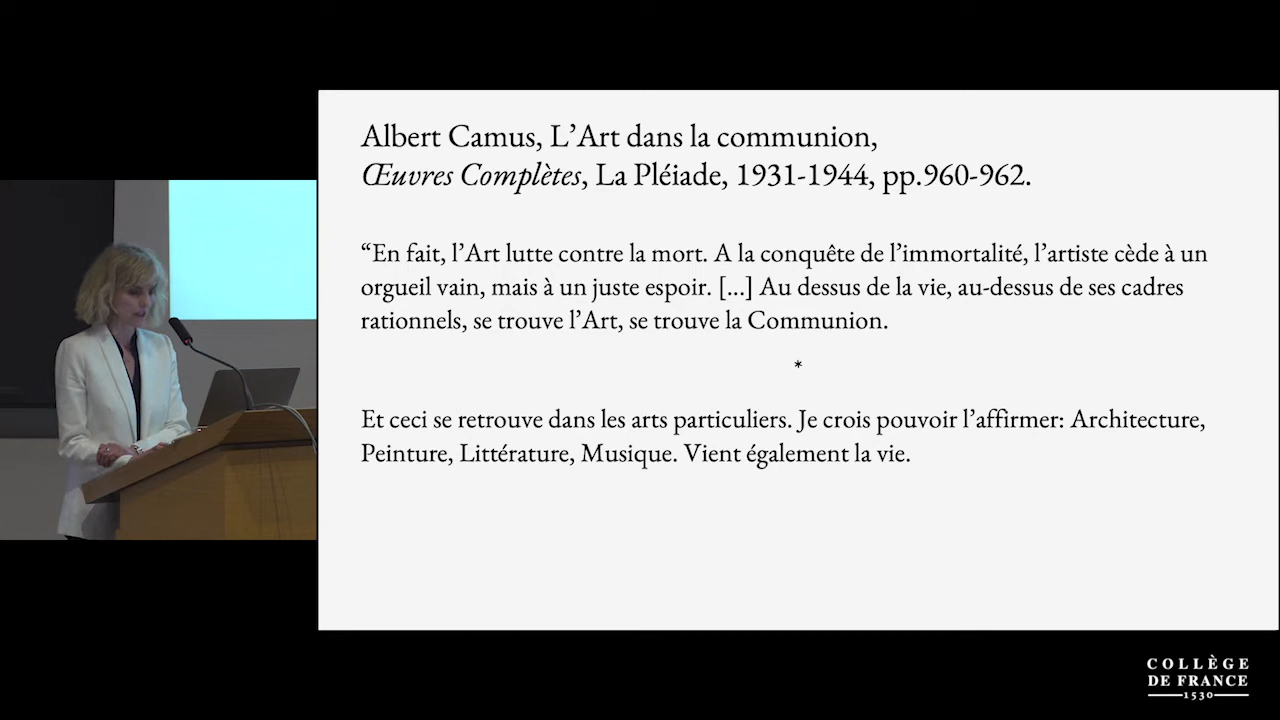 Albert Camus, L’Art dans la communion,
Œuvres Complètes, La Pléiade, 1931-1944, pp.960-962.
“En fait, l’Art lutte contre la mort. A la conquête de l’immortalité, l’artiste cède à un
orgueil vain, mais à un juste espoir. [...] Au dessus de la vie, au-dessus de ses cadres
rationnels, se trouve l’Art, se trouve la Communion.
*
Et ceci se retrouve dans les arts particuliers. Je crois pouvoir l’affirmer: Architecture,
Peinture, Littérature, Musique. Vient également la vie.
COLLÈGE
DE FRANCE
1530